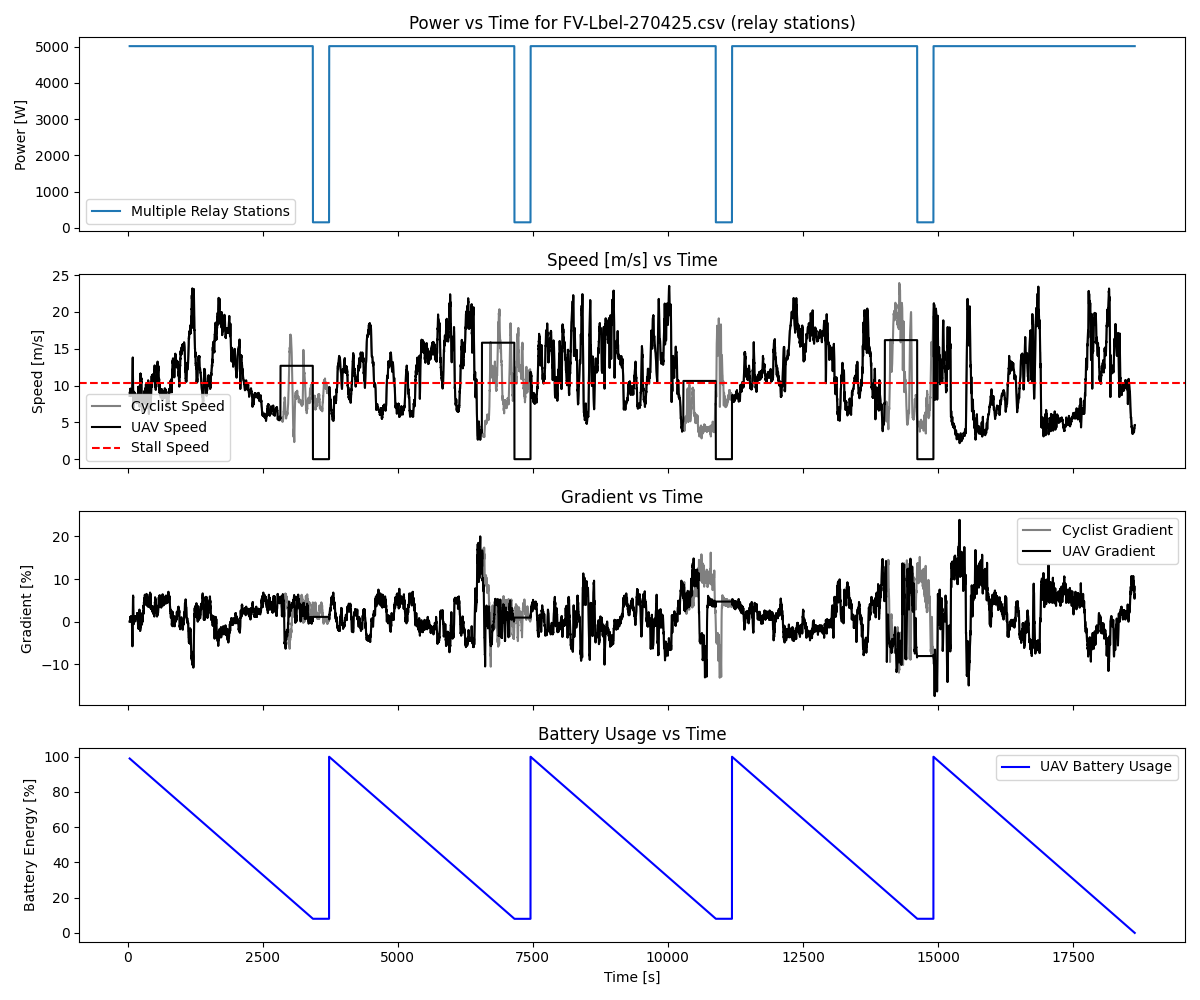 Power vs Time for FV-Lbel-270425.csv (relay stations)
5000
4000
3000
2000
1000
0
Power [W]
Multiple Relay Stations
Speed [m/s] vs Time
25
20
15
10
5
0
Speed [m/s]
Cyclist Speed
UAV Speed
Stall Speed
Gradient vs Time
20
10
0
−10
Gradient [%]
Cyclist Gradient
UAV Gradient
Battery Usage vs Time
100
80
60
40
20
0
Battery Energy [%]
UAV Battery Usage
0 2500 5000 7500 10000 12500 15000 17500
Time [s]